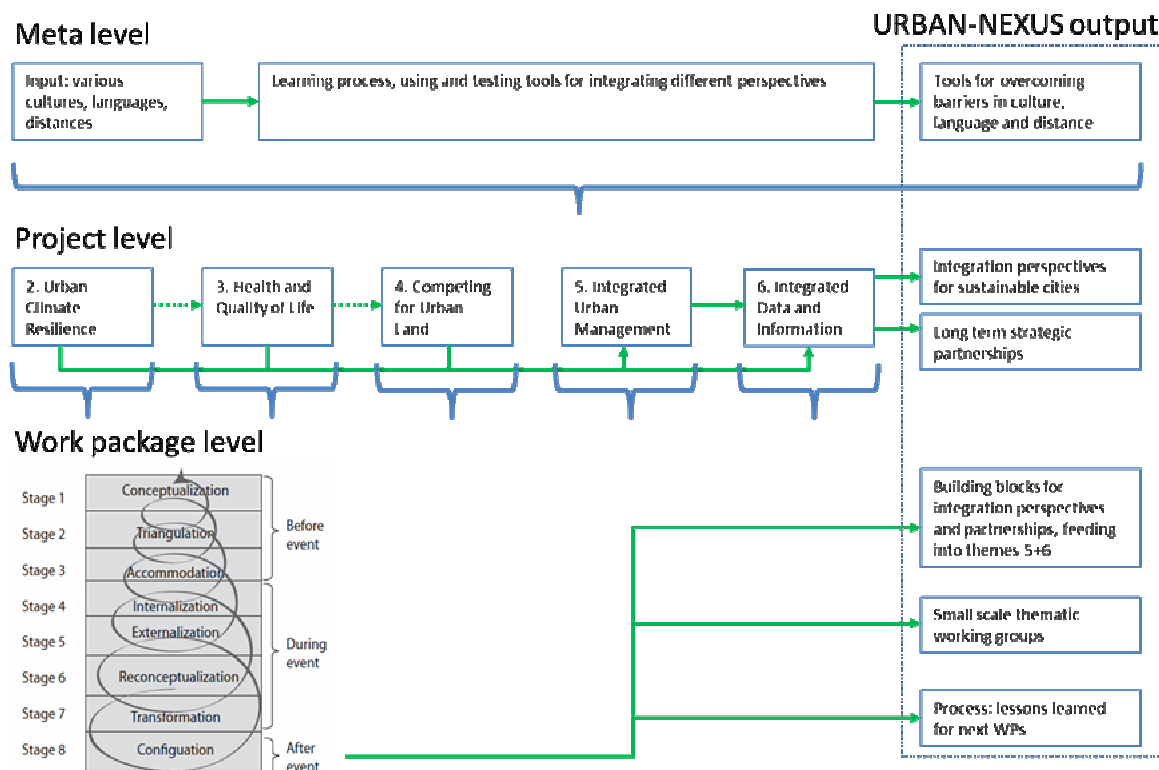 Meta level
URBAN-NEXUS output
Input: various
cultures, languages,
distances
Learning process, using and testing tools for integrating different perspectives
Tools for overcoming
barriers in culture,
language and distance
Project level
2. Urban
Climate
Resilience
3. Health and
Quality of Life
4. Competing
for Urban
Land
5. Integrated
Urban
Management
6. Integrated
Data and
Information
Integration perspectives
for sustainable cities
Long term strategic
partnerships
Work package level
Stage 1
Conceptualization
Stage 2
Triangulation
Stage 3
Accommodation
Before
event
Stage 4
Internalization
Stage 5
Externalization
Stage 6
Reconceptualization
Stage 7
Transformation
During
event
Stage 8
Configuation
After
event
Building blocks for
integration perspectives
and partnerships, feeding
into themes 5+6
Small scale thematic
working groups
Process: lessons learned
for next WPs